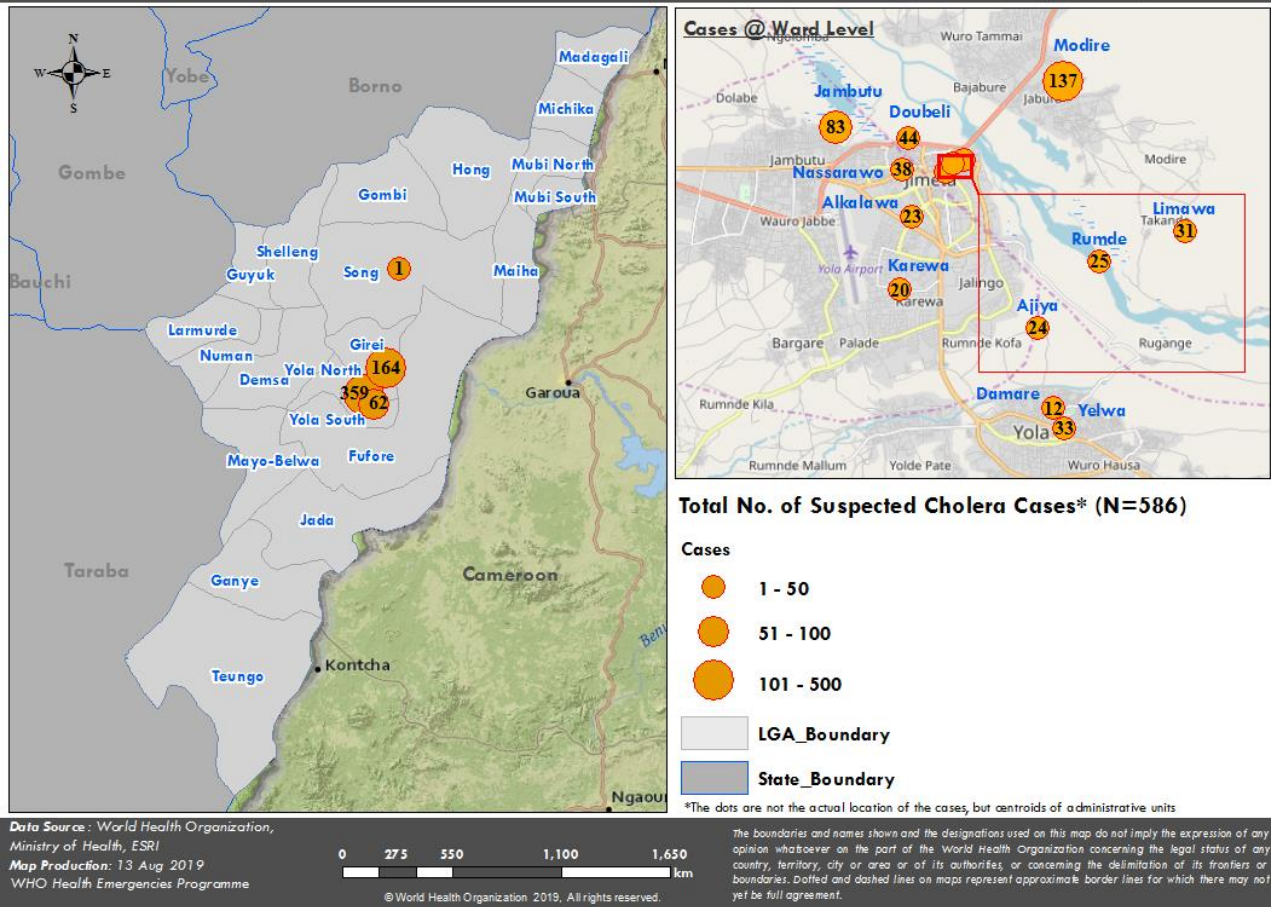 N
W E
S
Yobe
Borno
Gombe
Bauchi
Taraba
Madagali
Michika
Hong
Mubi North
Gombi
Mubi South
Shelleng
Guyuk
Song
1
Maiha
Larmurde
Numan
Girei
Yola North
164
Demsa
359
62
Yola South
Mayo-Belwa
Fufore
Jada
Ganye
Teungo
Garoua
Cameroon
Kontcha
Cases @ Ward Level
Wuro Tammai
Modire
137
Bajabure
Dolabe
Jambutu
83
Doubeli
44
Jambutu
Nassarawo
38
Jimeta
Modire
Alkalawa
23
Wauro Jabbe
Limawa
31
Rumde
25
Yola Airport
Karewa
20
Karewa
Jalingo
Ajiya
24
Bargare
Palade
Rumnde Kofa
Rugange
Rumnde Kila
Damare
12
Yelwa
33
Yola
Rumnde Mallum
Yolde Pate
Wuro Hausa
Total No. of Suspected Cholera Cases* (N=586)
Cases
1 - 50
51 - 100
101 - 500
LGA_Boundary
State_Boundary
*The dots are not the actual location of the cases, but centroids of administrative units
Data Source: World Health Organization,
Ministry of Health, ESRI
Map Production: 13 Aug 2019
WHO Health Emergencies Programme
0 275 550 1,100 1,650
km
© World Health Organization 2019, All rights reserved.
The boundaries and names shown and the designations used on this map do not imply the expression of any
opinion whatsoever on the part of the World Health Organization concerning the legal status of any
country, territory, city or area or of its authorities, or concerning the delimitation of its frontiers or
boundaries. Dotted and dashed lines on maps represent approximate border lines for which there may not
yet be full agreement.